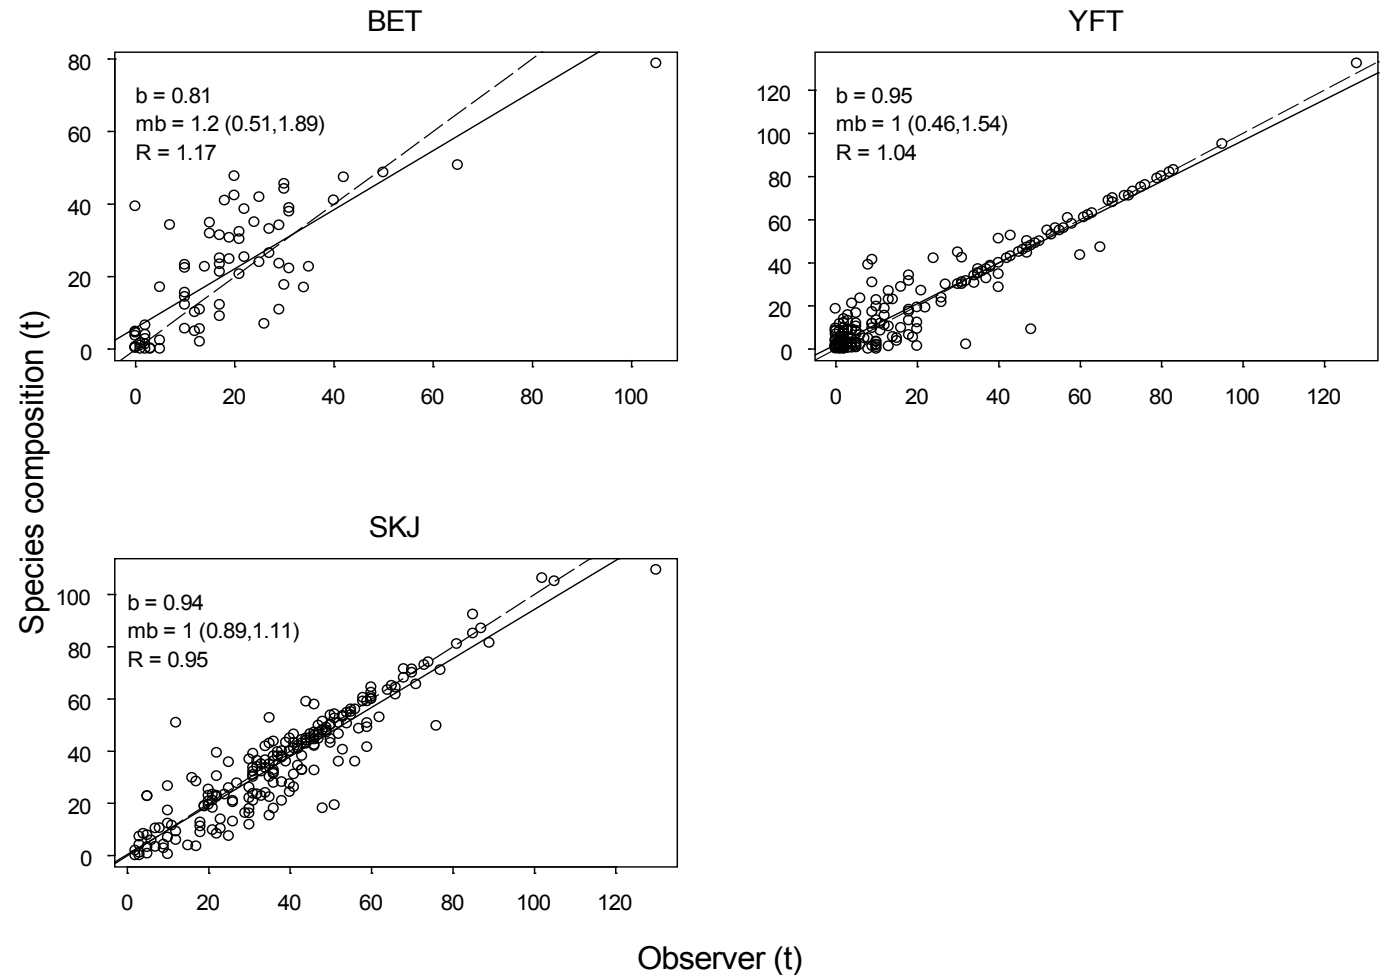 BET
80
60
40
20
0
b = 0.81
mb = 1.2 (0.51,1.89)
R = 1.17
0 20 40 60 80 100
YFT
120
100
80
60
40
20
0
b = 0.95
mb = 1 (0.46,1.54)
R = 1.04
0 20 40 60 80 100 120
Species composition (t)
SKJ
100
80
60
40
20
0
b = 0.94
mb = 1 (0.89,1.11)
R = 0.95
0 20 40 60 80 100 120
Observer (t)